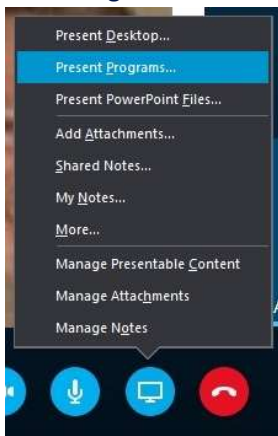 Present Desktop...
Present Programs...
Present PowerPoint Files...
Add Attachments...
Shared Notes...
My Notes...
More...
Manage Presentable Content
Manage Attachments
Manage Notes